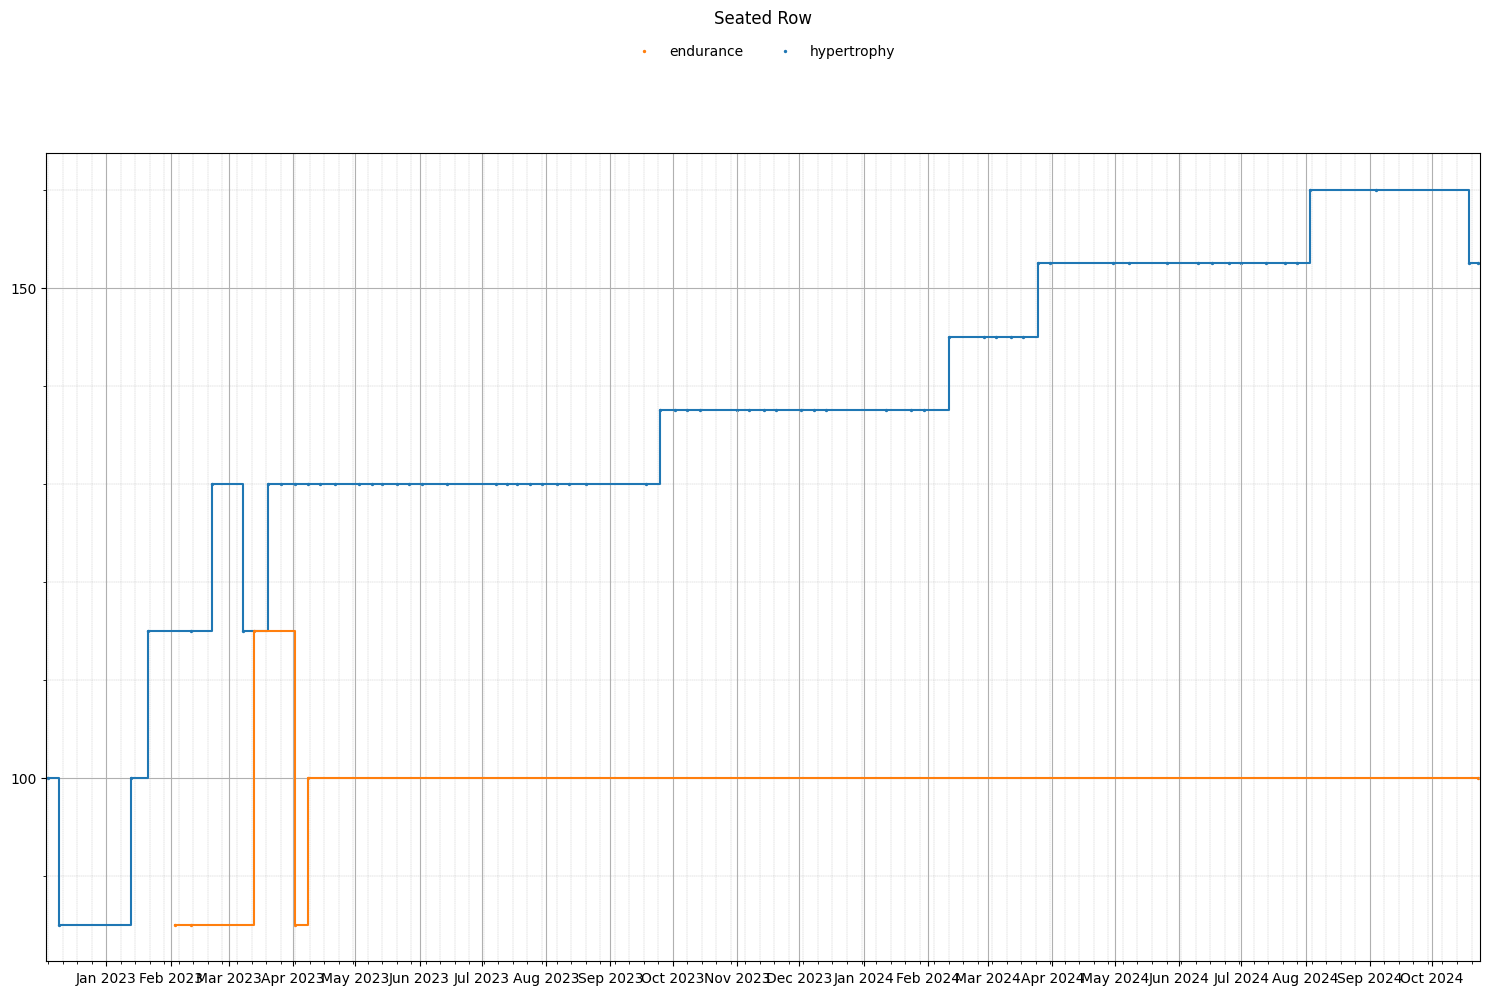 Seated Row
endurance hypertrophy
150
100
Jan 2023 Feb 2023 Mar 2023 Apr 2023 May 2023 Jun 2023 Jul 2023 Aug 2023 Sep 2023 Oct 2023 Nov 2023 Dec 2023 Jan 2024 Feb 2024 Mar 2024 Apr 2024 May 2024 Jun 2024 Jul 2024 Aug 2024 Sep 2024 Oct 2024